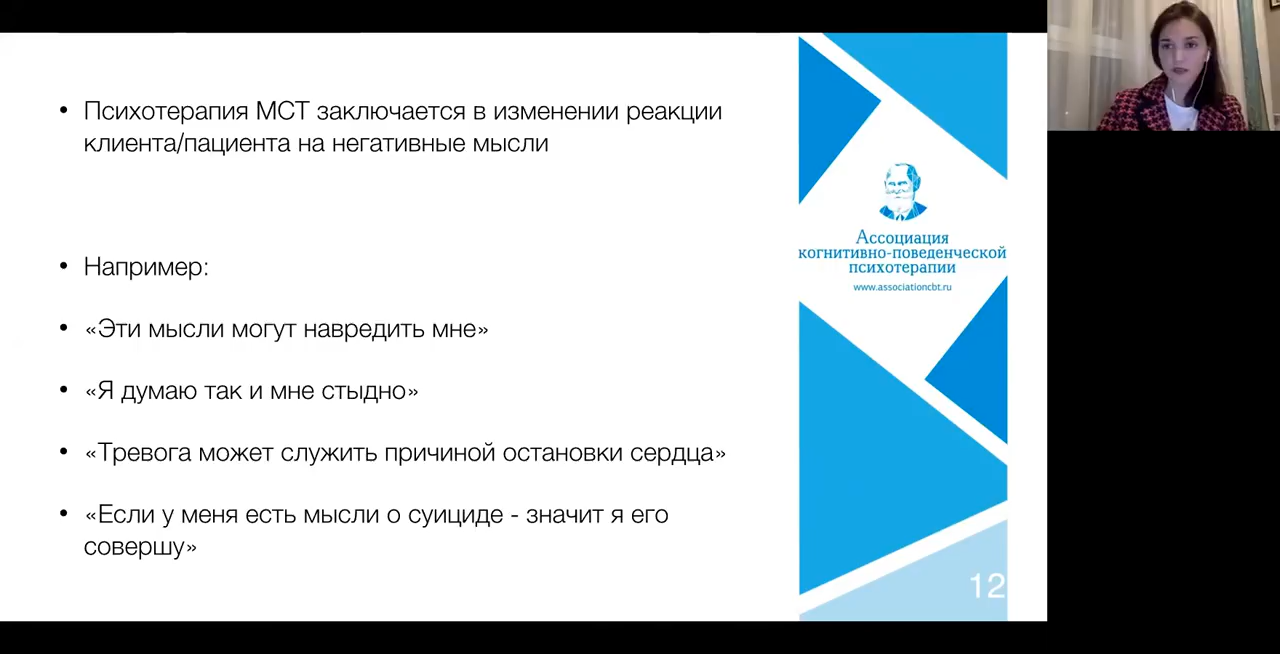 • Психотерапия МСТ заключается в изменении реакции
клиента/пациента на негативные мысли
• Например:
• «Эти мысли могут навредить мне»
• «Я думаю так и мне стыдно»
• «Тревога может служить причиной остановки сердца»
• «Если у меня есть мысли о суициде - значит я его
совершу»
Ассоциация
когнитивно-поведенческой
психотерапии
www.associationcbt.ru
12